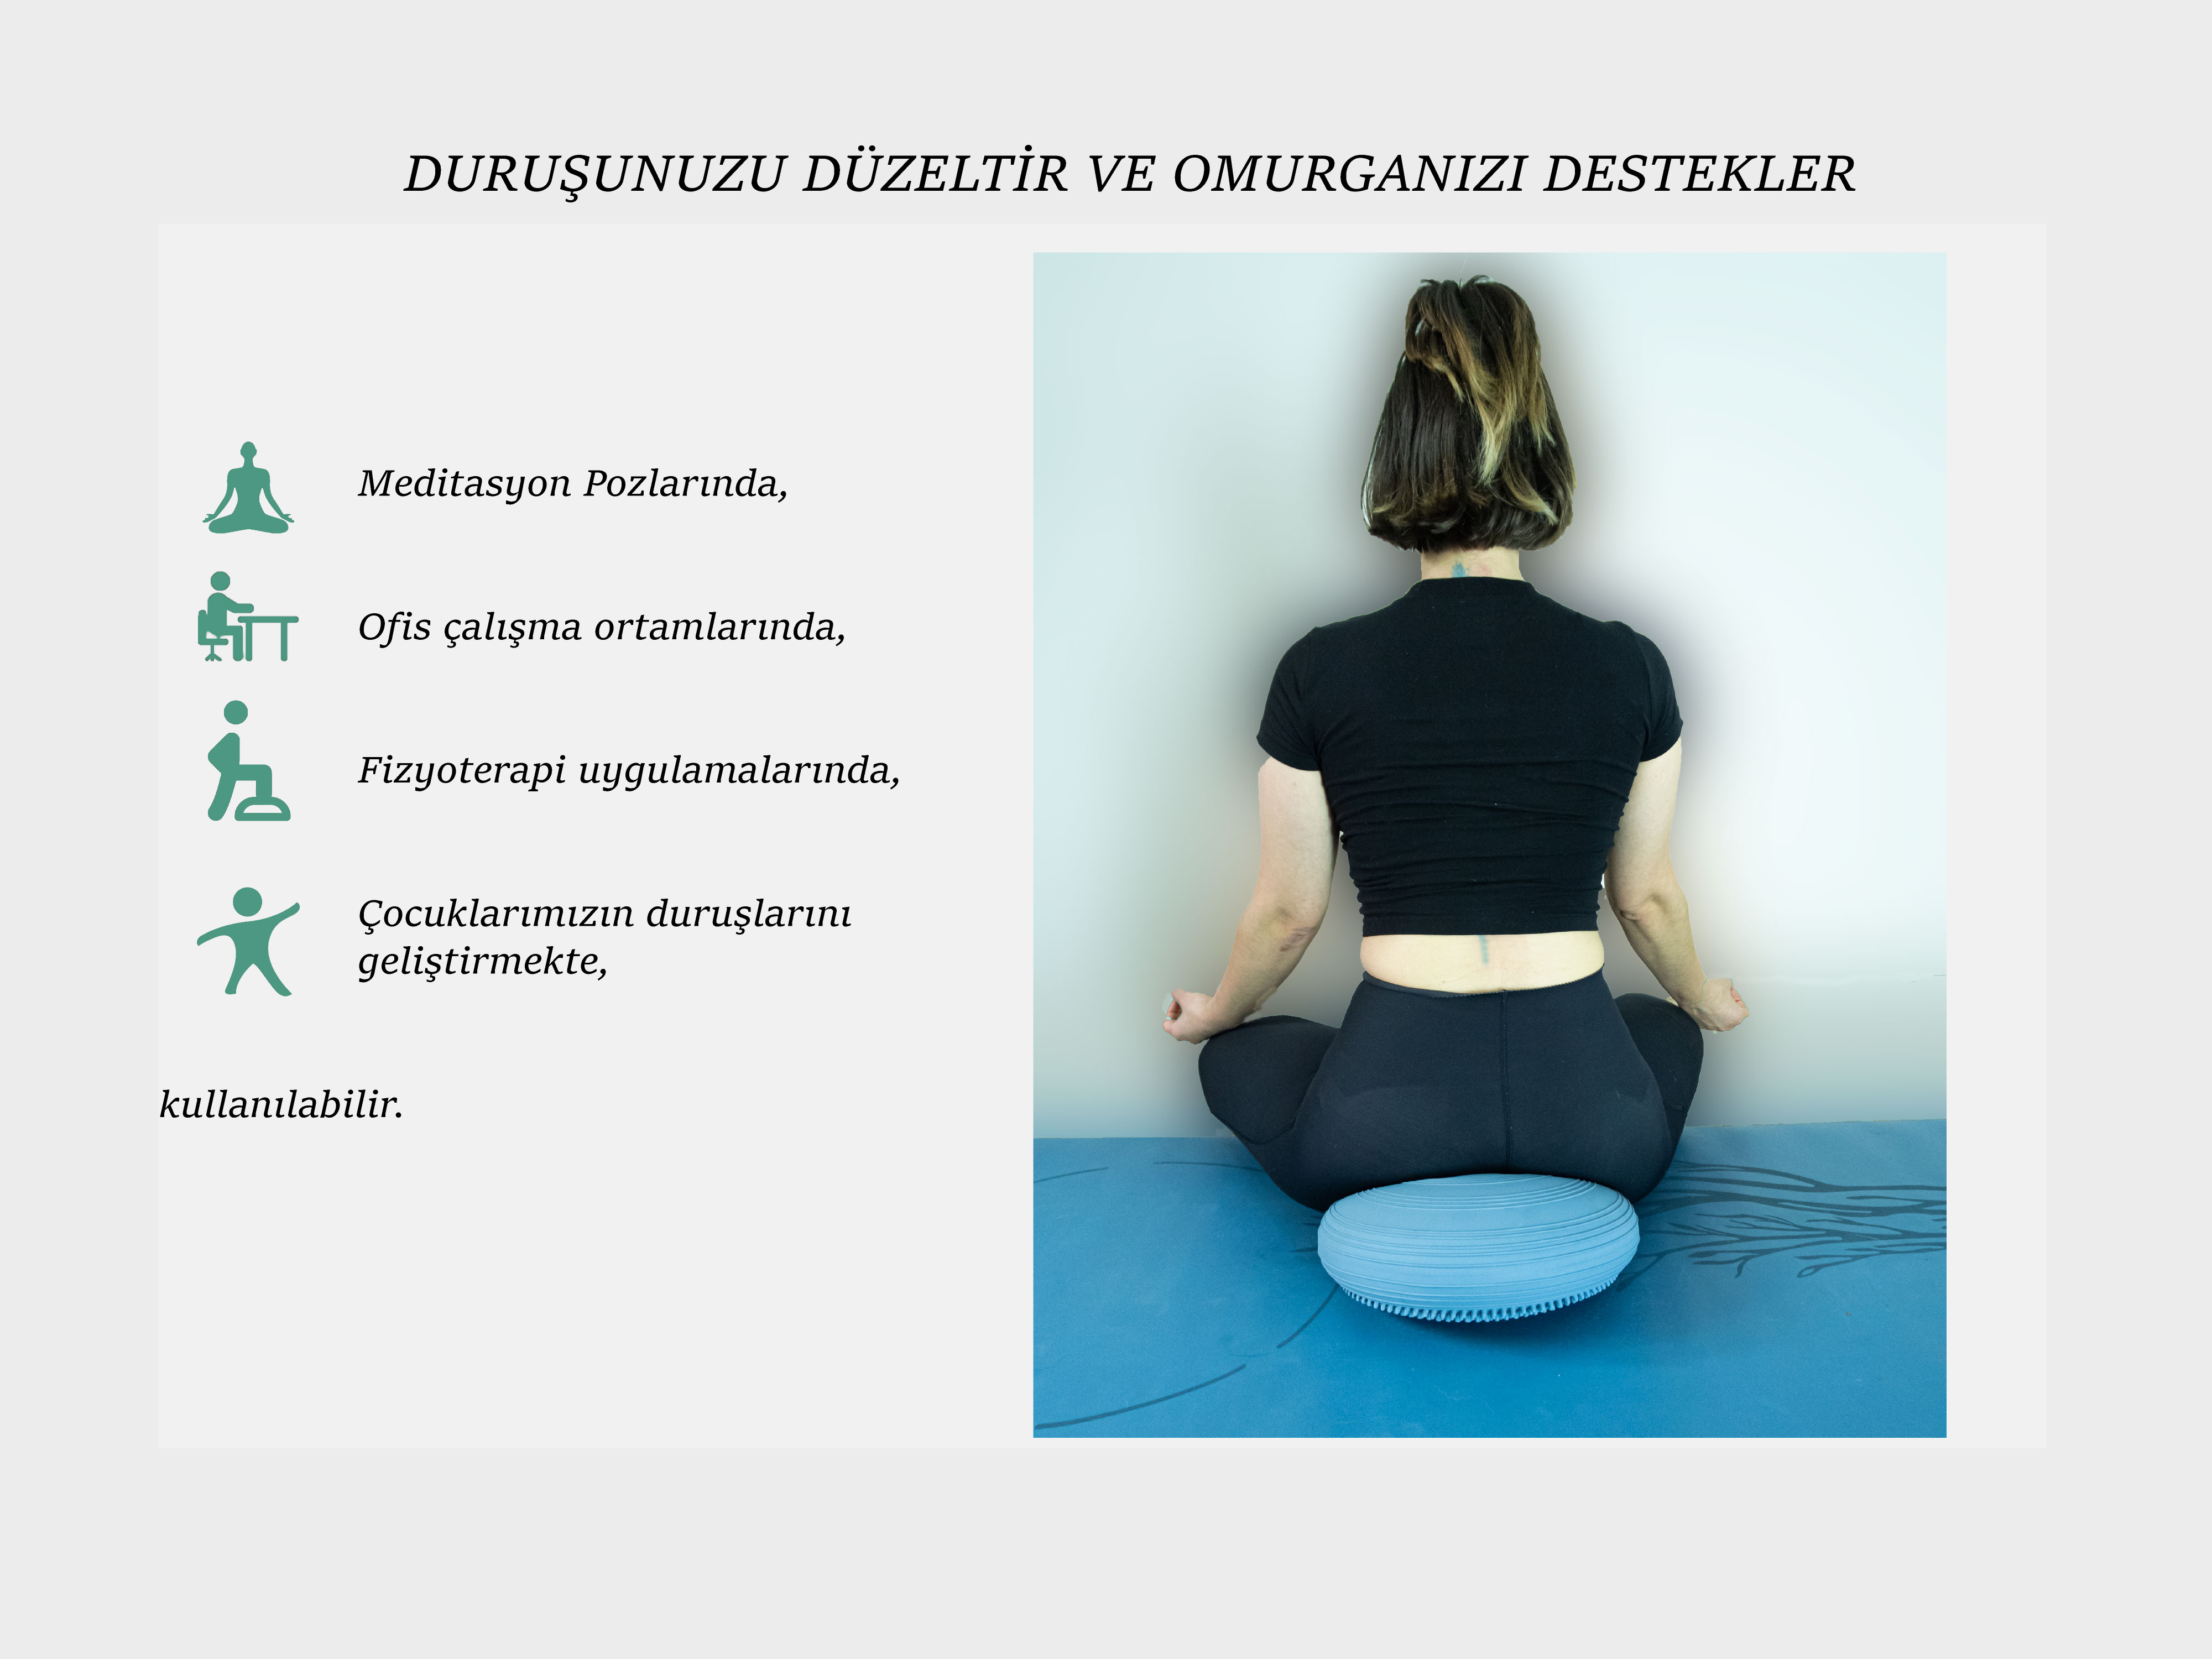 DURUŞUNUZU DÜZELTİR VE OMURGANIZI DESTEKLER
Meditasyon Pozlarında,
Ofis çalışma ortamlarında,
Fizyoterapi uygulamalarında,
Çocuklarımızın duruşlarını
geliştirmekte,
kullanılabilir.